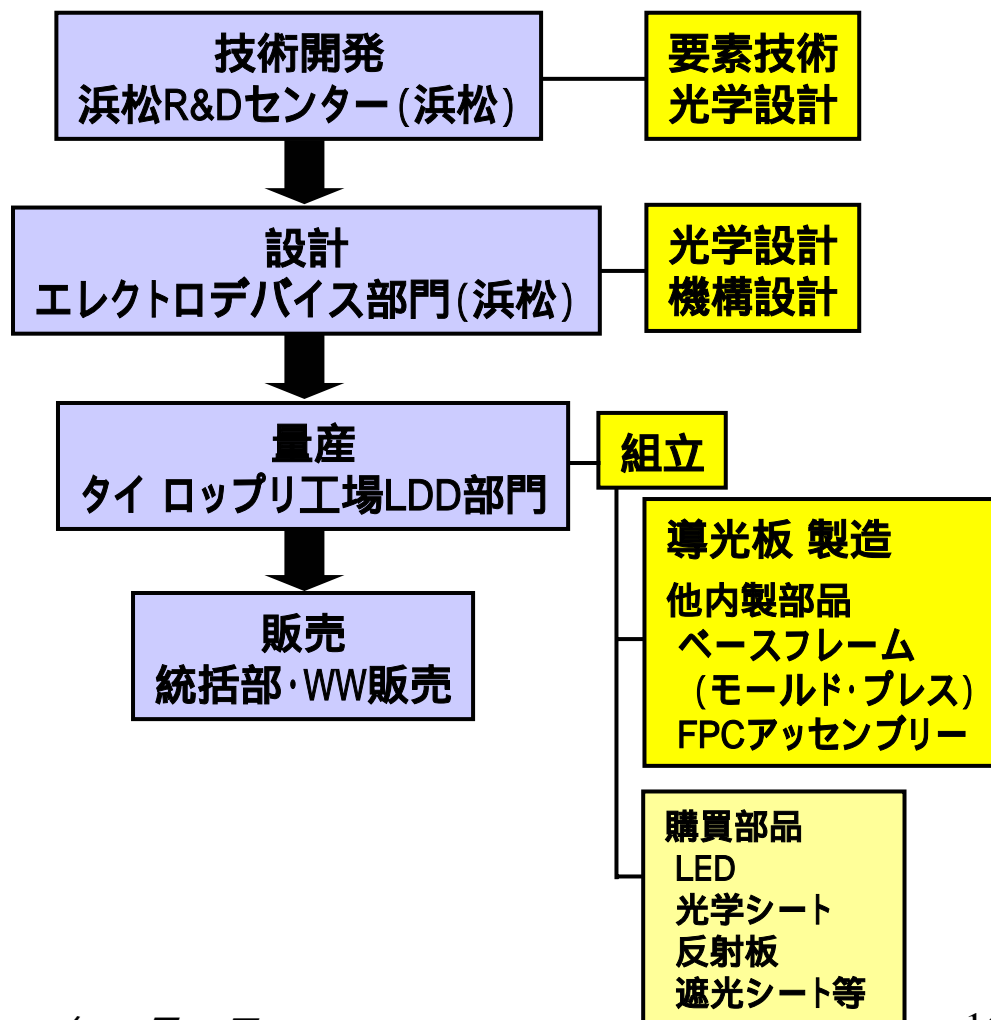 技術開発
浜松R&Dセンター(浜松)
要素技術
光学設計
設計
エレクトロデバイス部門(浜松)
光学設計
機構設計
量産
タイ ロップリ工場LDD部門
組立
導光板 製造
他内製部品
ベースフレーム
(モールド・プレス)
FPCアッセンブリー
販売
統括部・WW販売
購買部品
LED
光学シート
反射板
遮光シート等